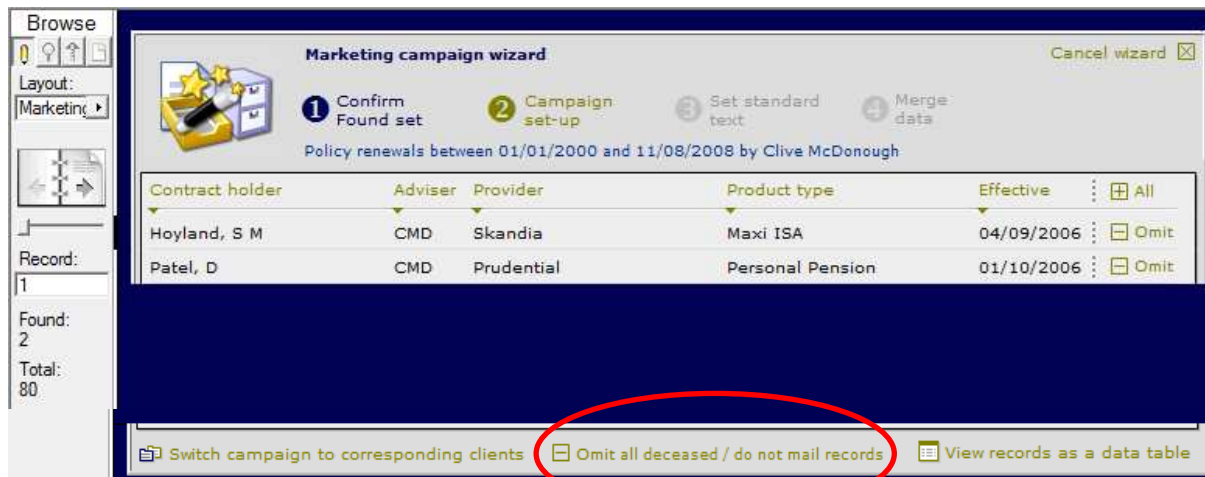 Browse
Layout:
Marketing
Record:
1
Found:
2
Total:
80
Marketing campaign wizard
Cancel wizard
1 Confirm Found set
2 Campaign set-up
3 Set standard text
4 Merge data
Policy renewals between 01/01/2000 and 11/08/2008 by Clive McDonough
Contract holder Adviser Provider Product type Effective All
Hoyland, S M CMD Skandia Maxi ISA 04/09/2006 Omit
Patel, D CMD Prudential Personal Pension 01/10/2006 Omit
Switch campaign to corresponding clients Omit all deceased / do not mail records View records as a data table